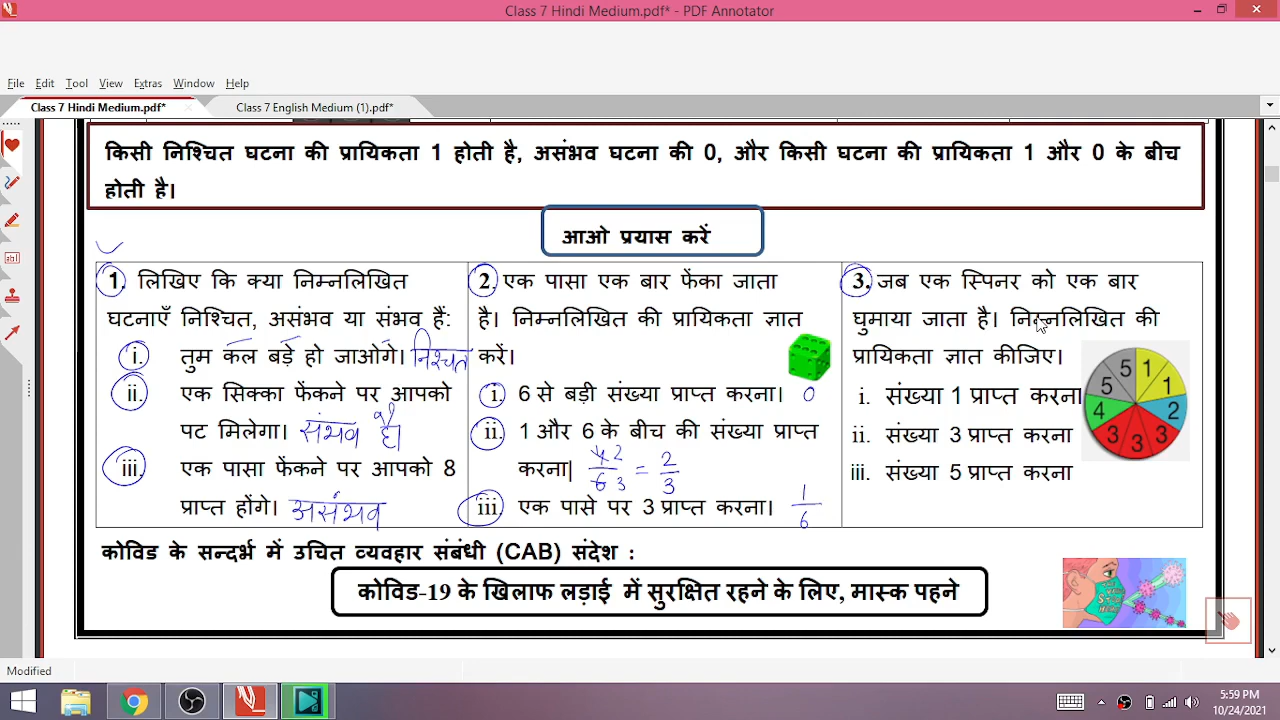 Class 7 Hindi Medium.pdf* - PDF Annotator
File Edit Tool View Extras Window Help
Class 7 Hindi Medium.pdf* Class 7 English Medium (1).pdf*
किसी निश्चित घटना की प्रायिकता 1 होती है, असंभव घटना की 0, और किसी घटना की प्रायिकता 1 और 0 के बीच
होती है।
आओ प्रयास करें
1. लिखिए कि क्या निम्नलिखित
घटनाएँ निश्चित, असंभव या संभव हैं:
i. तुम कल बड़े हो जाओगे। निश्चत
ii. एक सिक्का फेंकने पर आपको
पट मिलेगा। संभव हो
iii. एक पासा फेंकने पर आपको 8
प्राप्त होंगे। असंभव
2. एक पासा एक बार फेंका जाता
है। निम्नलिखित की प्रायिकता ज्ञात
करें।
i. 6 से बड़ी संख्या प्राप्त करना। 0
ii. 1 और 6 के बीच की संख्या प्राप्त
करना| 4 2 / 6 3 = 2/3
iii. एक पासे पर 3 प्राप्त करना। 1/6
3. जब एक स्पिनर को एक बार
घुमाया जाता है। निम्नलिखित की
प्रायिकता ज्ञात कीजिए।
i. संख्या 1 प्राप्त करना
ii. संख्या 3 प्राप्त करना
iii. संख्या 5 प्राप्त करना
5 1
5 1
4 2
3 3 3
कोविड के सन्दर्भ में उचित व्यवहार संबंधी (CAB) संदेश :
कोविड-19 के खिलाफ लड़ाई में सुरक्षित रहने के लिए, मास्क पहने
Modified
5:59 PM
10/24/2021